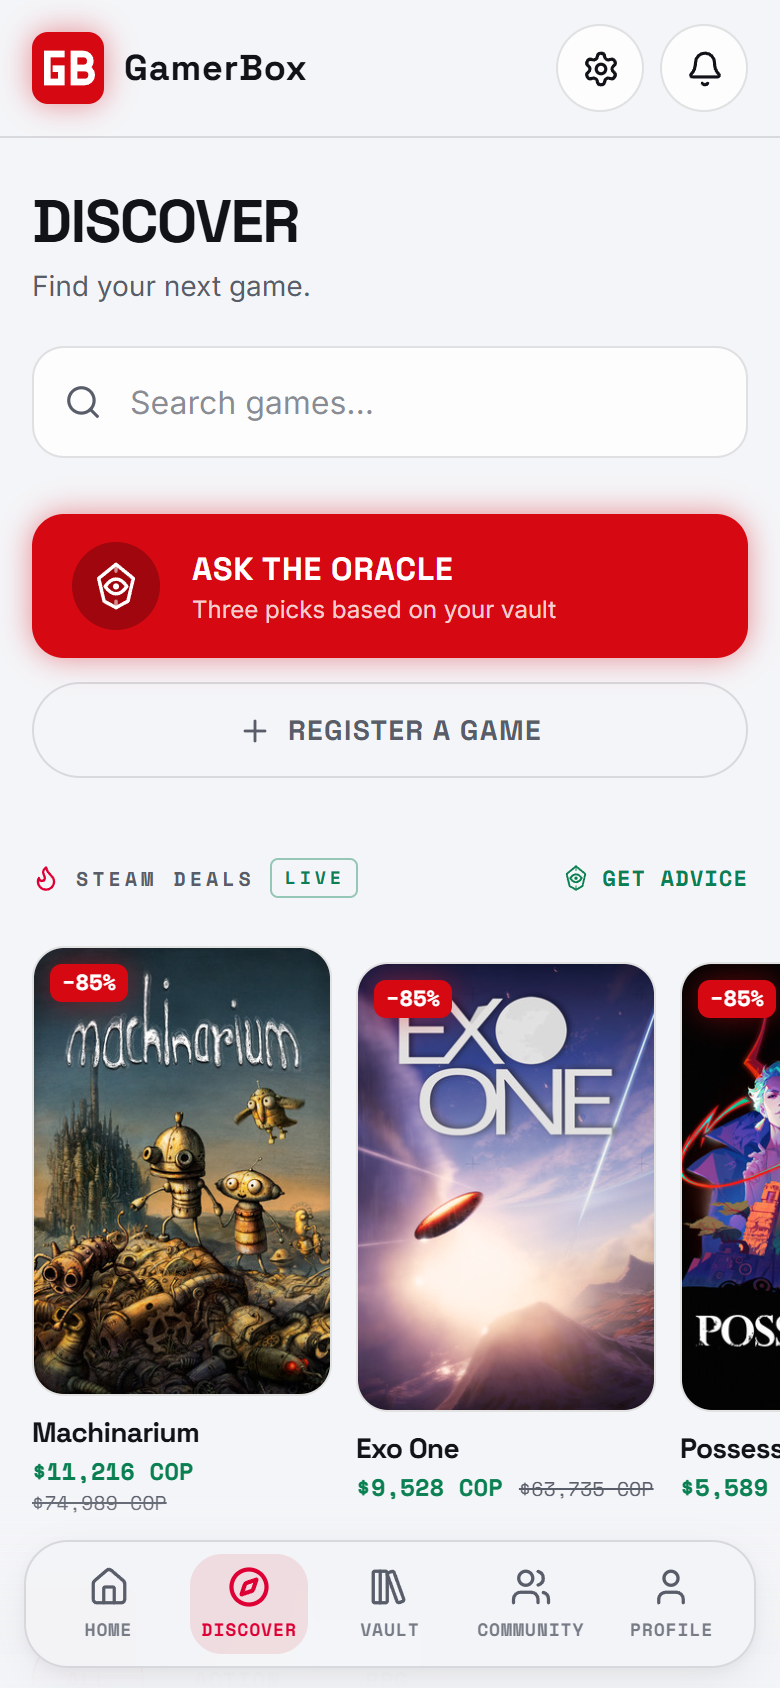 GB GamerBox
DISCOVER
Find your next game.
Search games...
ASK THE ORACLE
Three picks based on your vault
+ REGISTER A GAME
STEAM DEALS LIVE
GET ADVICE
-85%
machinarium
Machinarium
$11,216 COP
$74,989 COP
-85%
EXO
ONE
Exo One
$9,528 COP $63,735 COP
-85%
POSS
Possess
$5,589
HOME
DISCOVER
VAULT
COMMUNITY
PROFILE